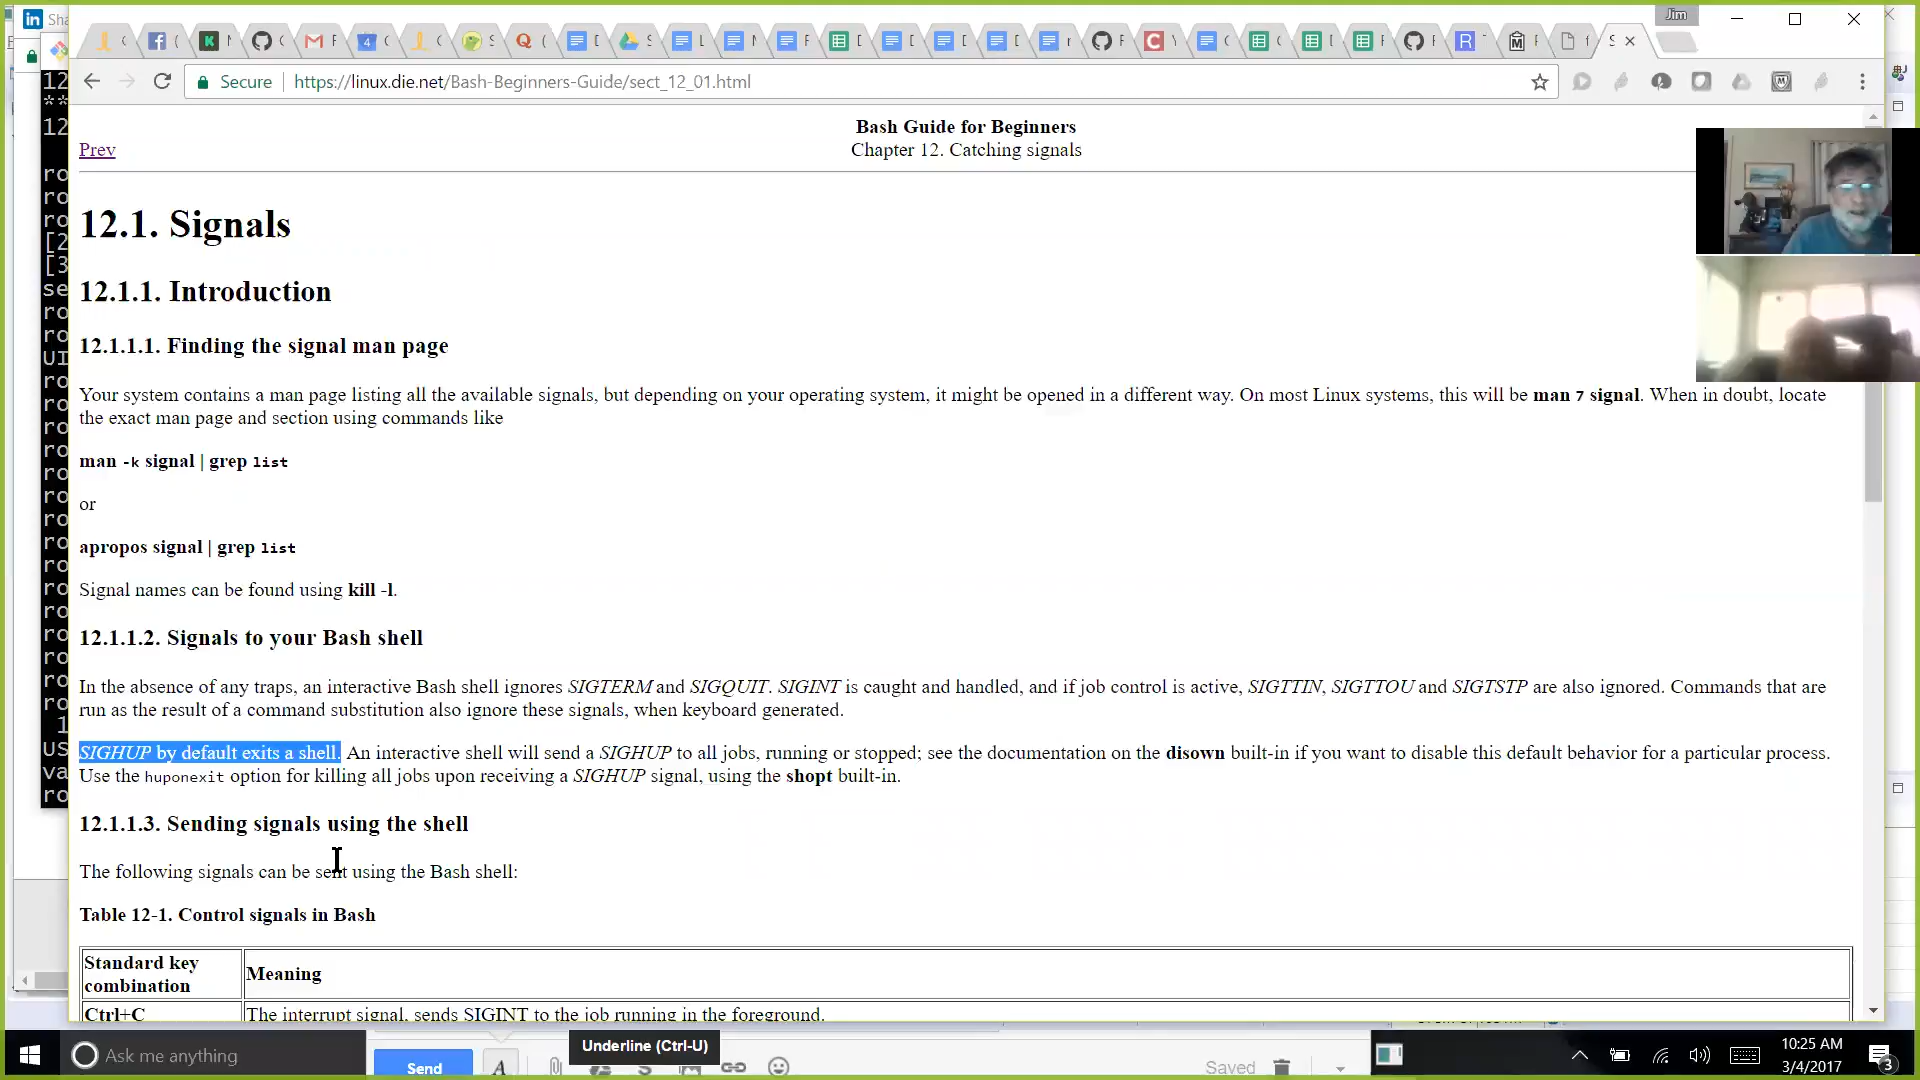 Jim
Secure
https://linux.die.net/Bash-Beginners-Guide/sect_12_01.html
Bash Guide for Beginners
Prev
Chapter 12. Catching signals
12.1. Signals
12.1.1. Introduction
12.1.1.1. Finding the signal man page
Your system contains a man page listing all the available signals, but depending on your operating system, it might be opened in a different way. On most Linux systems, this will be man 7 signal. When in doubt, locate
the exact man page and section using commands like
man -k signal | grep list
or
apropos signal | grep list
Signal names can be found using kill -l.
12.1.1.2. Signals to your Bash shell
In the absence of any traps, an interactive Bash shell ignores SIGTERM and SIGQUIT. SIGINT is caught and handled, and if job control is active, SIGTTIN, SIGTTOU and SIGTSTP are also ignored. Commands that are
run as the result of a command substitution also ignore these signals, when keyboard generated.
SIGHUP by default exits a shell. An interactive shell will send a SIGHUP to all jobs, running or stopped; see the documentation on the disown built-in if you want to disable this default behavior for a particular process.
Use the huponexit option for killing all jobs upon receiving a SIGHUP signal, using the shopt built-in.
12.1.1.3. Sending signals using the shell
The following signals can be sent using the Bash shell:
Table 12-1. Control signals in Bash
Standard key
combination
Meaning
Ctrl+C
The interrupt signal, sends SIGINT to the job running in the foreground.
Underline (Ctrl-U)
Ask me anything
Send
Saved
10:25 AM
3/4/2017
3